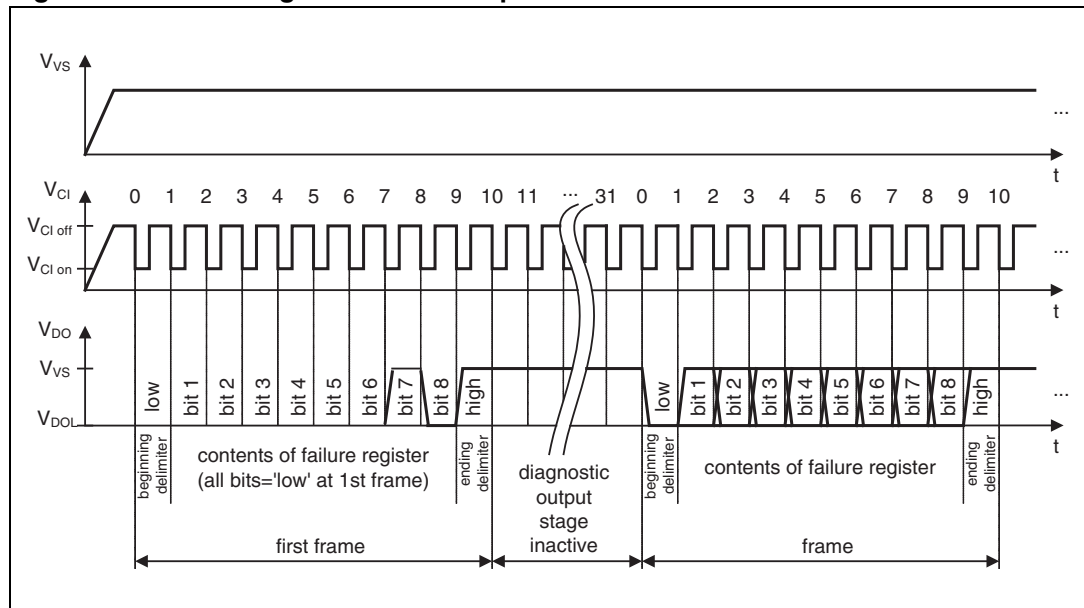 V_VS
...
t
V_CI
0 1 2 3 4 5 6 7 8 9 10 11 ... 31 0 1 2 3 4 5 6 7 8 9 10
V_CI off
V_CI on
...
t
V_DO
V_VS
V_DOL
low bit 1 bit 2 bit 3 bit 4 bit 5 bit 6 bit 7 bit 8 high low bit 1 bit 2 bit 3 bit 4 bit 5 bit 6 bit 7 bit 8 high
...
t
beginning
delimiter
contents of failure register
(all bits='low' at 1st frame)
ending
delimiter
diagnostic
output
stage
inactive
beginning
delimiter
contents of failure register
ending
delimiter
first frame
frame